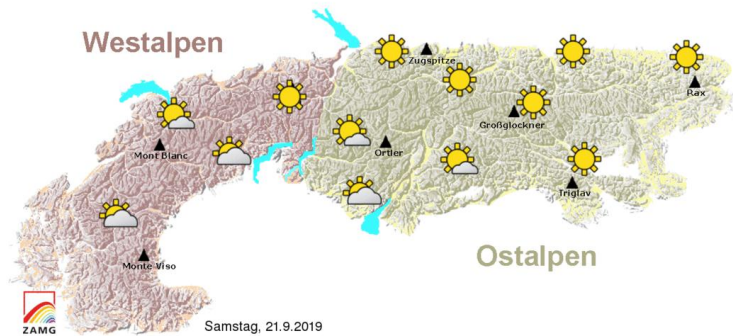 Westalpen
Zugspitze
Rax
Großglockner
Mont Blanc
Ortler
Triglav
Ostalpen
Monte Viso
ZAMG
Samstag, 21.9.2019